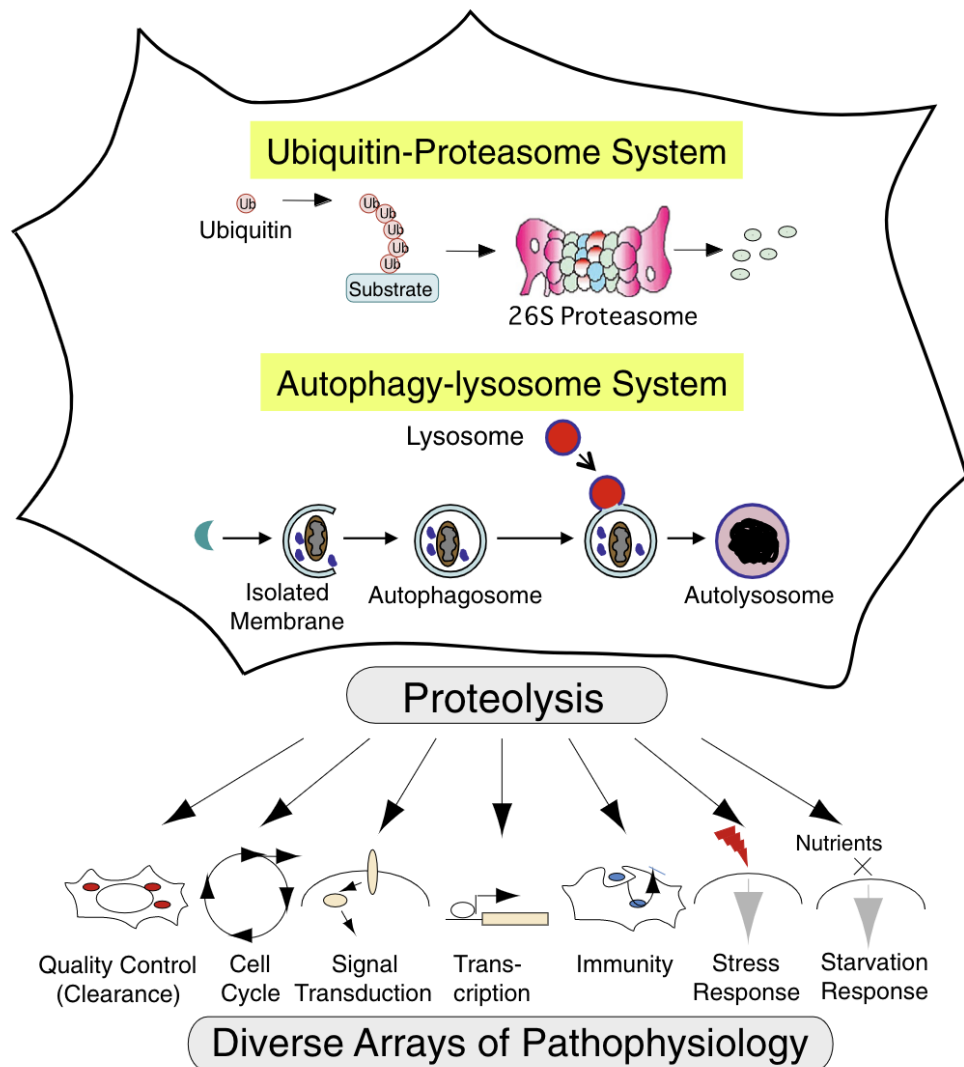 Ubiquitin-Proteasome System
Ub
Ubiquitin
Ub
Ub
Ub
Ub
Ub
Substrate
26S Proteasome
Autophagy-lysosome System
Lysosome
Isolated
Membrane
Autophagosome
Autolysosome
Proteolysis
Nutrients
Quality Control
(Clearance)
Cell
Cycle
Signal
Transduction
Trans-
cription
Immunity
Stress
Response
Starvation
Response
Diverse Arrays of Pathophysiology